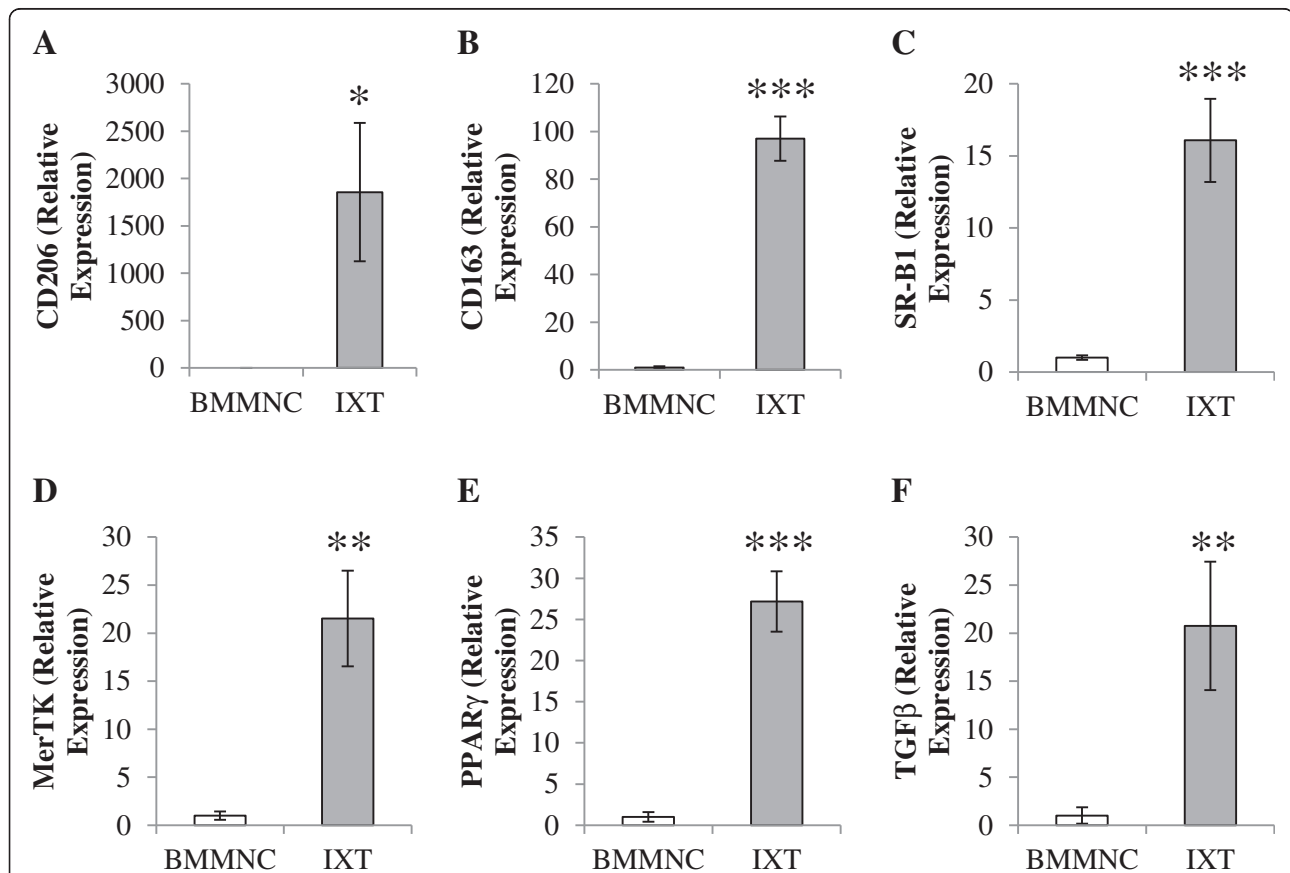 A
CD206 (Relative
Expression)
3000
2500
2000
1500
1000
500
0
*
BMMNC IXT
B
CD163 (Relative
Expression)
120
100
80
60
40
20
0
***
BMMNC IXT
C
SR-B1 (Relative
Expression)
20
15
10
5
0
***
BMMNC IXT
D
MerTK (Relative
Expression)
30
25
20
15
10
5
0
**
BMMNC IXT
E
PPARγ (Relative
Expression)
35
30
25
20
15
10
5
0
***
BMMNC IXT
F
TGFβ (Relative
Expression)
30
25
20
15
10
5
0
**
BMMNC IXT